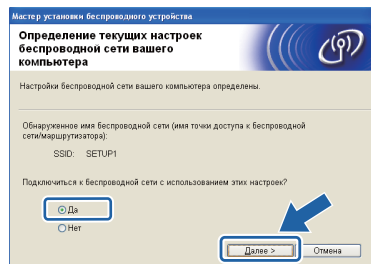 Мастер установки беспроводного устройства
Определение текущих настроек
беспроводной сети вашего
компьютера
Настройки беспроводной сети вашего компьютера определены.
Обнаруженное имя беспроводной сети (имя точки доступа к беспроводной
сети/маршрутизатора):
SSID: SETUP1
Подключиться к беспроводной сети с использованием этих настроек?
Да
Нет
Далее >
Отмена